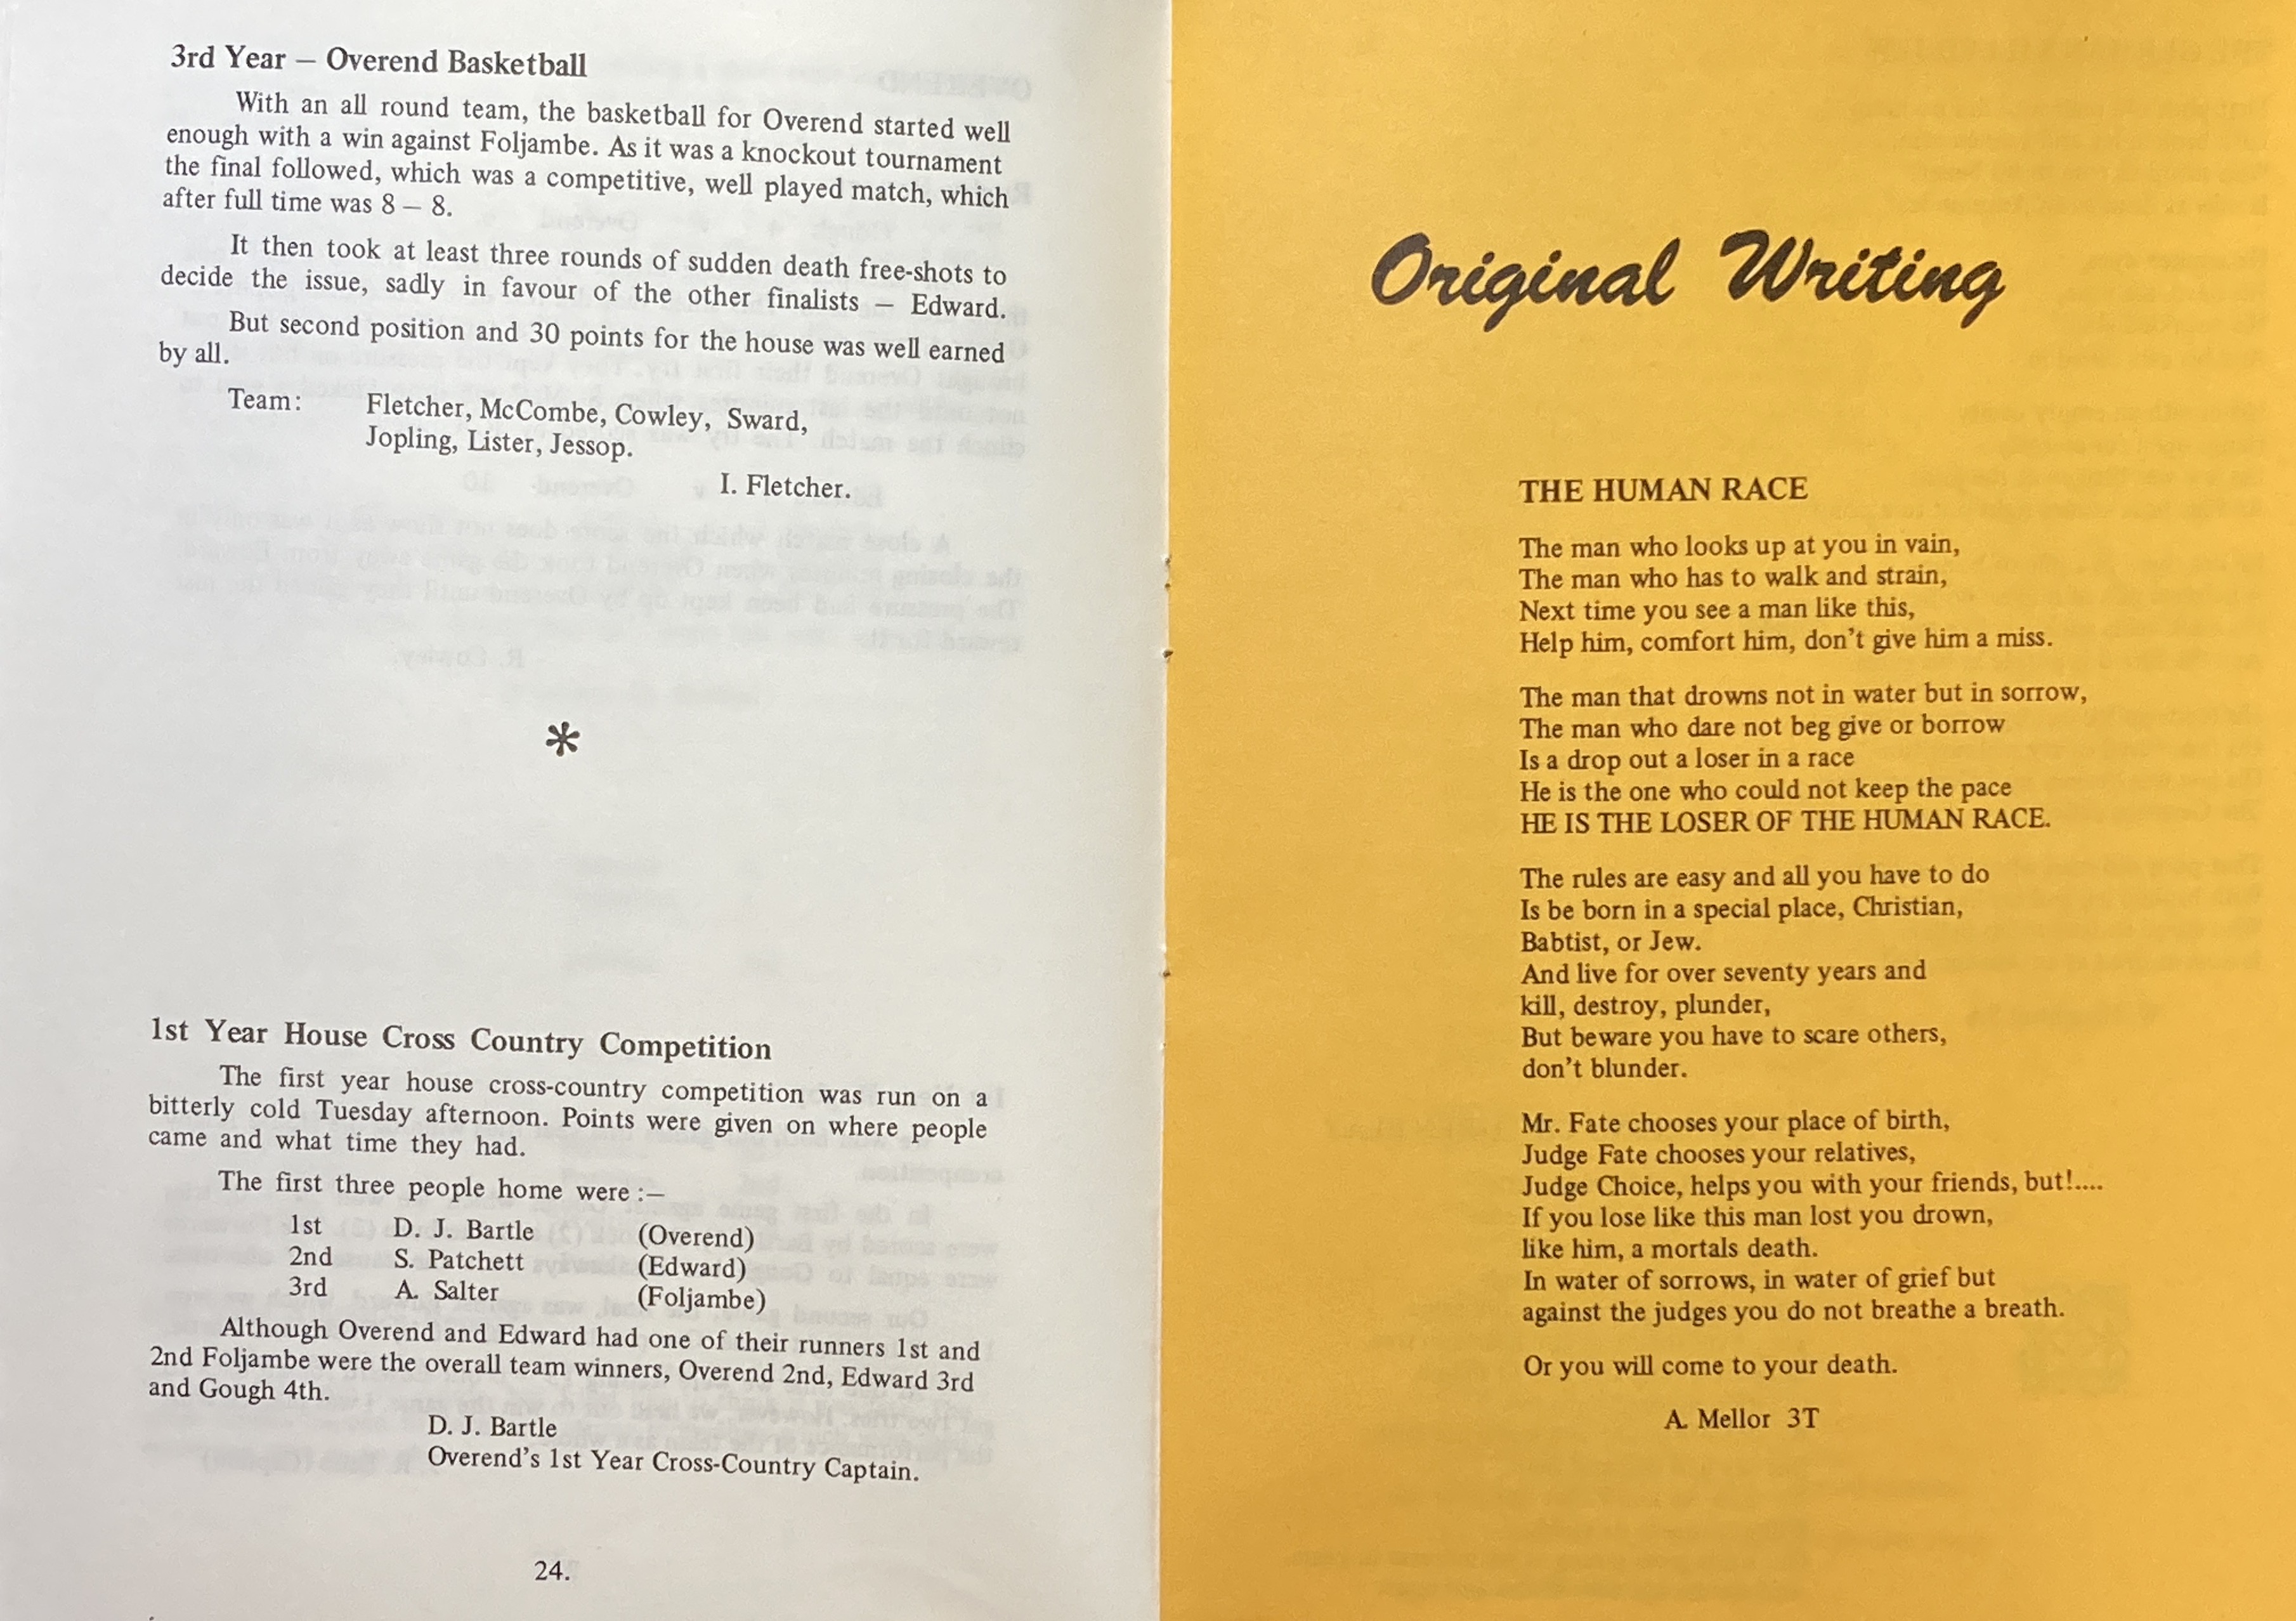 3rd Year — Overend Basketball
With an all round team, the basketball for Overend started well
enough with a win against Foljambe. As it was a knockout tournament
the final followed, which was a competitive, well played match, which
after full time was 8 — 8.
It then took at least three rounds of sudden death free-shots to
decide the issue, sadly in favour of the other finalists — Edward.
But second position and 30 points for the house was well earned
by all.
Team: Fletcher, McCombe, Cowley, Sward,
Jopling, Lister, Jessop.
I. Fletcher.
*
1st Year House Cross Country Competition
The first year house cross-country competition was run on a
bitterly cold Tuesday afternoon. Points were given on where people
came and what time they had.
The first three people home were :—
1st D. J. Bartle (Overend)
2nd S. Patchett (Edward)
3rd A. Salter (Foljambe)
Although Overend and Edward had one of their runners 1st and
2nd Foljambe were the overall team winners, Overend 2nd, Edward 3rd
and Gough 4th.
D. J. Bartle
Overend's 1st Year Cross-Country Captain.
24.
Original Writing
THE HUMAN RACE
The man who looks up at you in vain,
The man who has to walk and strain,
Next time you see a man like this,
Help him, comfort him, don't give him a miss.
The man that drowns not in water but in sorrow,
The man who dare not beg give or borrow
Is a drop out a loser in a race
He is the one who could not keep the pace
HE IS THE LOSER OF THE HUMAN RACE.
The rules are easy and all you have to do
Is be born in a special place, Christian,
Babtist, or Jew.
And live for over seventy years and
kill, destroy, plunder,
But beware you have to scare others,
don't blunder.
Mr. Fate chooses your place of birth,
Judge Fate chooses your relatives,
Judge Choice, helps you with your friends, but!....
If you lose like this man lost you drown,
like him, a mortals death.
In water of sorrows, in water of grief but
against the judges you do not breathe a breath.
Or you will come to your death.
A. Mellor 3T